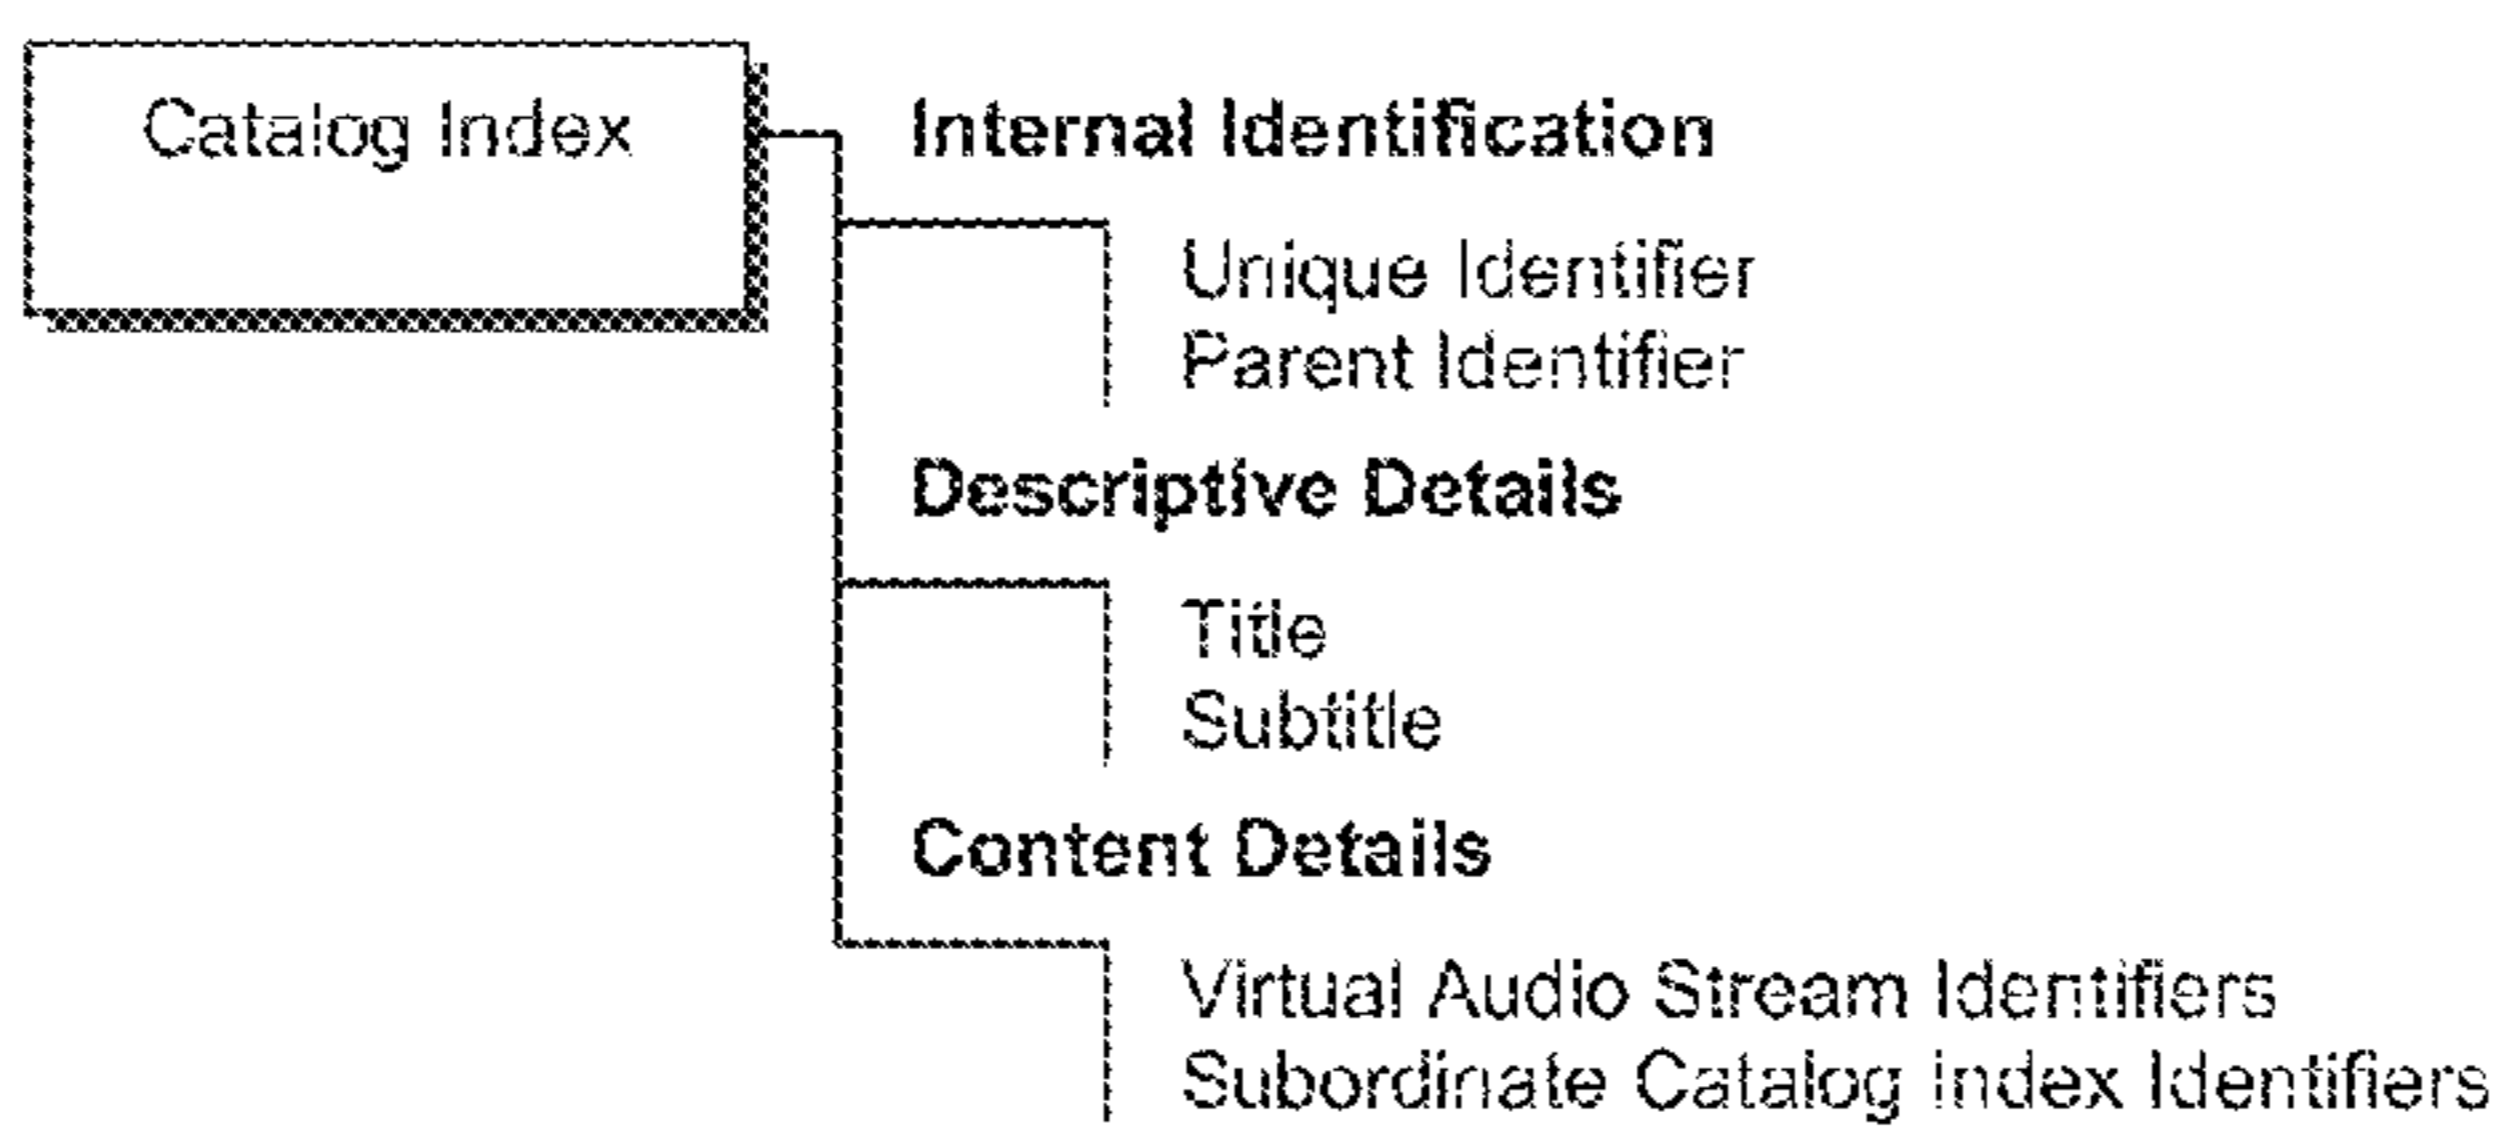 Catalog Index
Internal Identification
Unique Identifier
Parent Identifier
Descriptive Details
Title
Subtitle
Content Details
Virtual Audio Stream Identifiers
Subordinate Catalog Index Identifiers